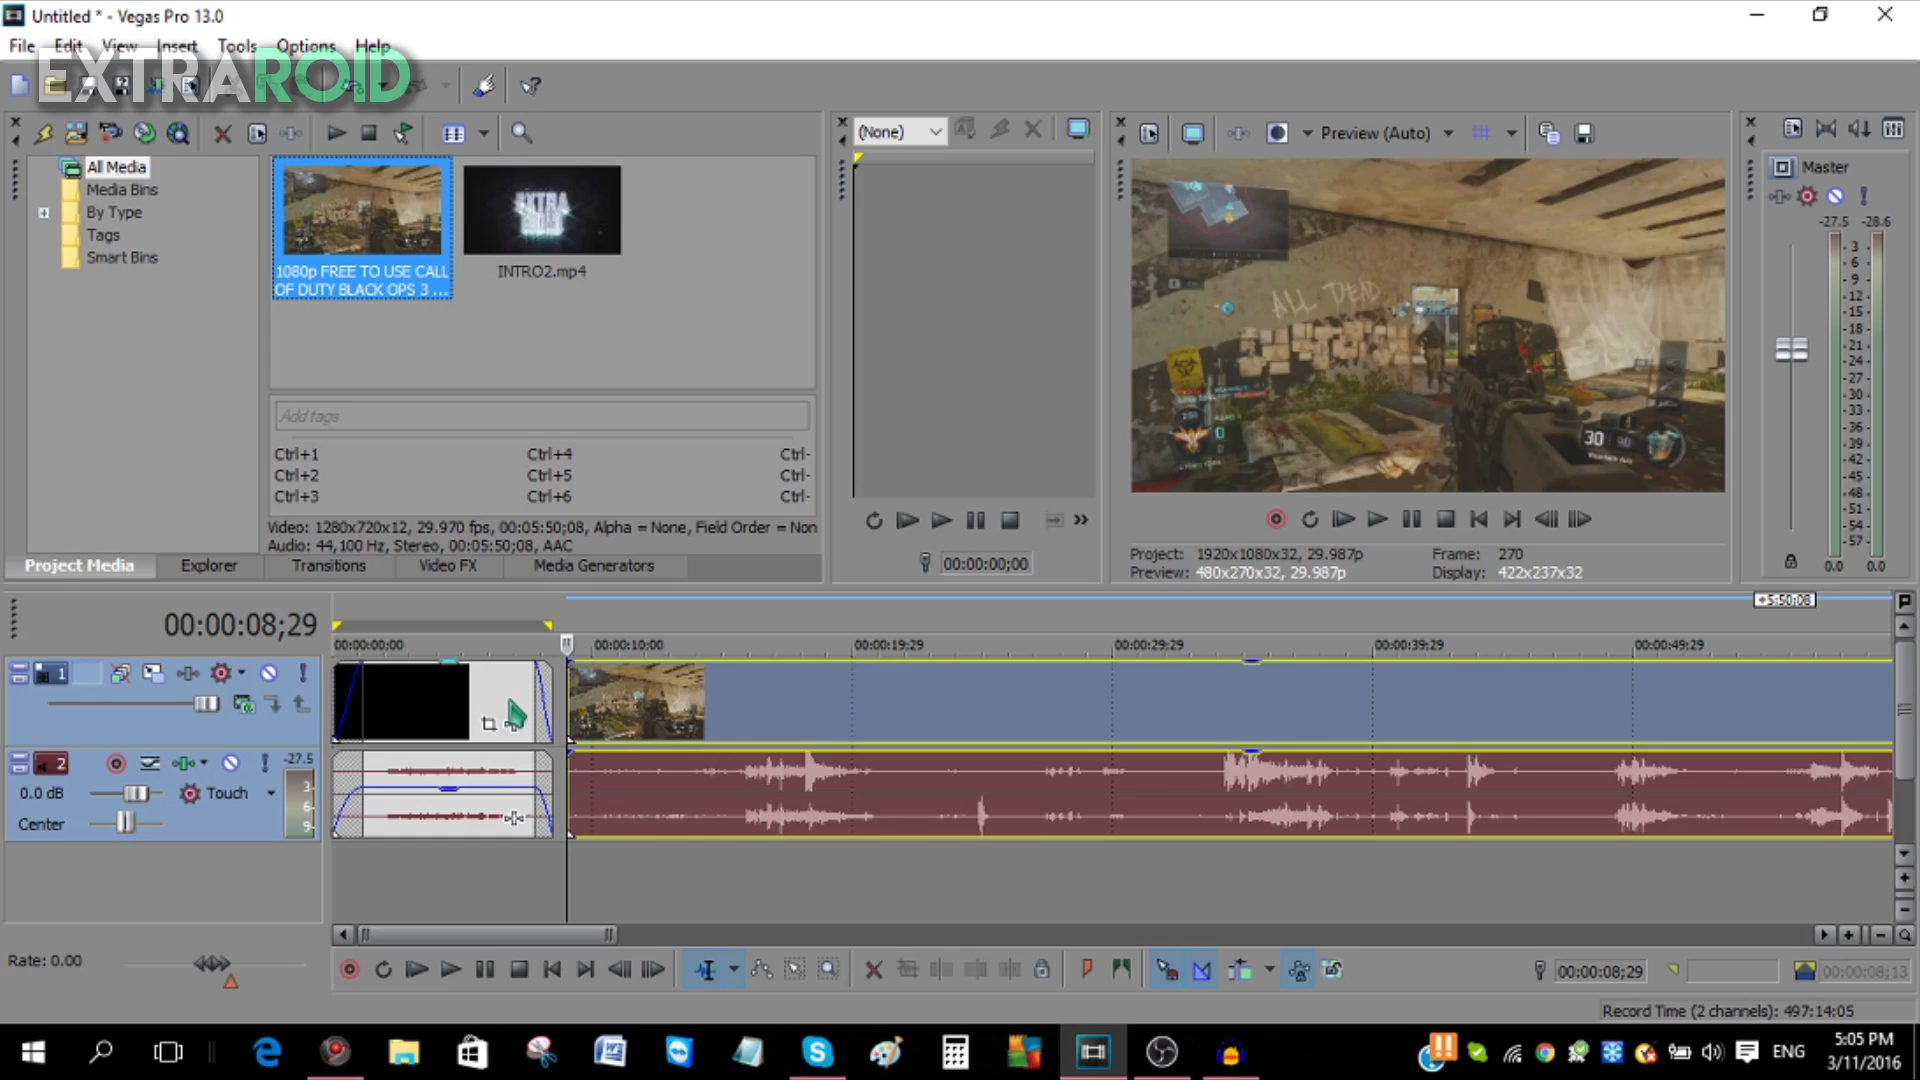 Untitled * - Vegas Pro 13.0
File Edit View Insert Tools Options Help
EXTRAROID
(None)
Preview (Auto)
All Media
Media Bins
By Type
Tags
Smart Bins
1080p FREE TO USE CALL
OF DUTY BLACK OPS 3 ...
EXTRA
INTRO2.mp4
Add tags
Ctrl+1 Ctrl+4 Ctrl-
Ctrl+2 Ctrl+5 Ctrl-
Ctrl+3 Ctrl+6 Ctrl-
Video: 1280x720x12, 29.970 fps, 00:05:50;08, Alpha = None, Field Order = Non
Audio: 44,100 Hz, Stereo, 00:05:50;08, AAC
Project Media Explorer Transitions Video FX Media Generators
00:00:00;00
ALL DEAD
30 90
Project: 1920x1080x32, 29.987p Frame: 270
Preview: 480x270x32, 29.987p Display: 422x237x32
Master
-27.5 -28.6
3
6
9
12
15
18
21
24
27
30
33
36
39
42
45
48
51
54
57
0.0 0.0
00:00:08;29
+5:50;08
00:00:00;00 00:00:10;00 00:00:19;29 00:00:29;29 00:00:39;29 00:00:49;29
1
2
-27.5
0.0 dB Touch
Center
3
6
9
Rate: 0.00
00:00:08;29 00:00:08;13
Record Time (2 channels): 497:14:05
ENG
5:05 PM
3/11/2016